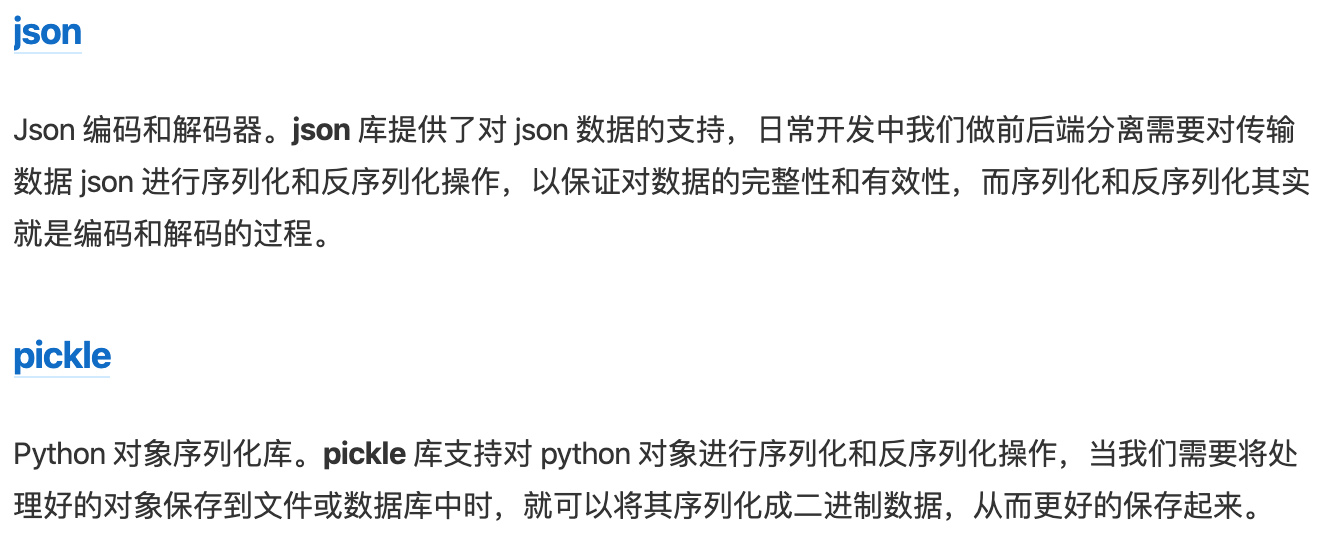 json
Json 编码和解码器。json 库提供了对 json 数据的支持，日常开发中我们做前后端分离需要对传输
数据 json 进行序列化和反序列化操作，以保证对数据的完整性和有效性，而序列化和反序列化其实
就是编码和解码的过程。
pickle
Python 对象序列化库。pickle 库支持对 python 对象进行序列化和反序列化操作，当我们需要将处
理好的对象保存到文件或数据库中时，就可以将其序列化成二进制数据，从而更好的保存起来。